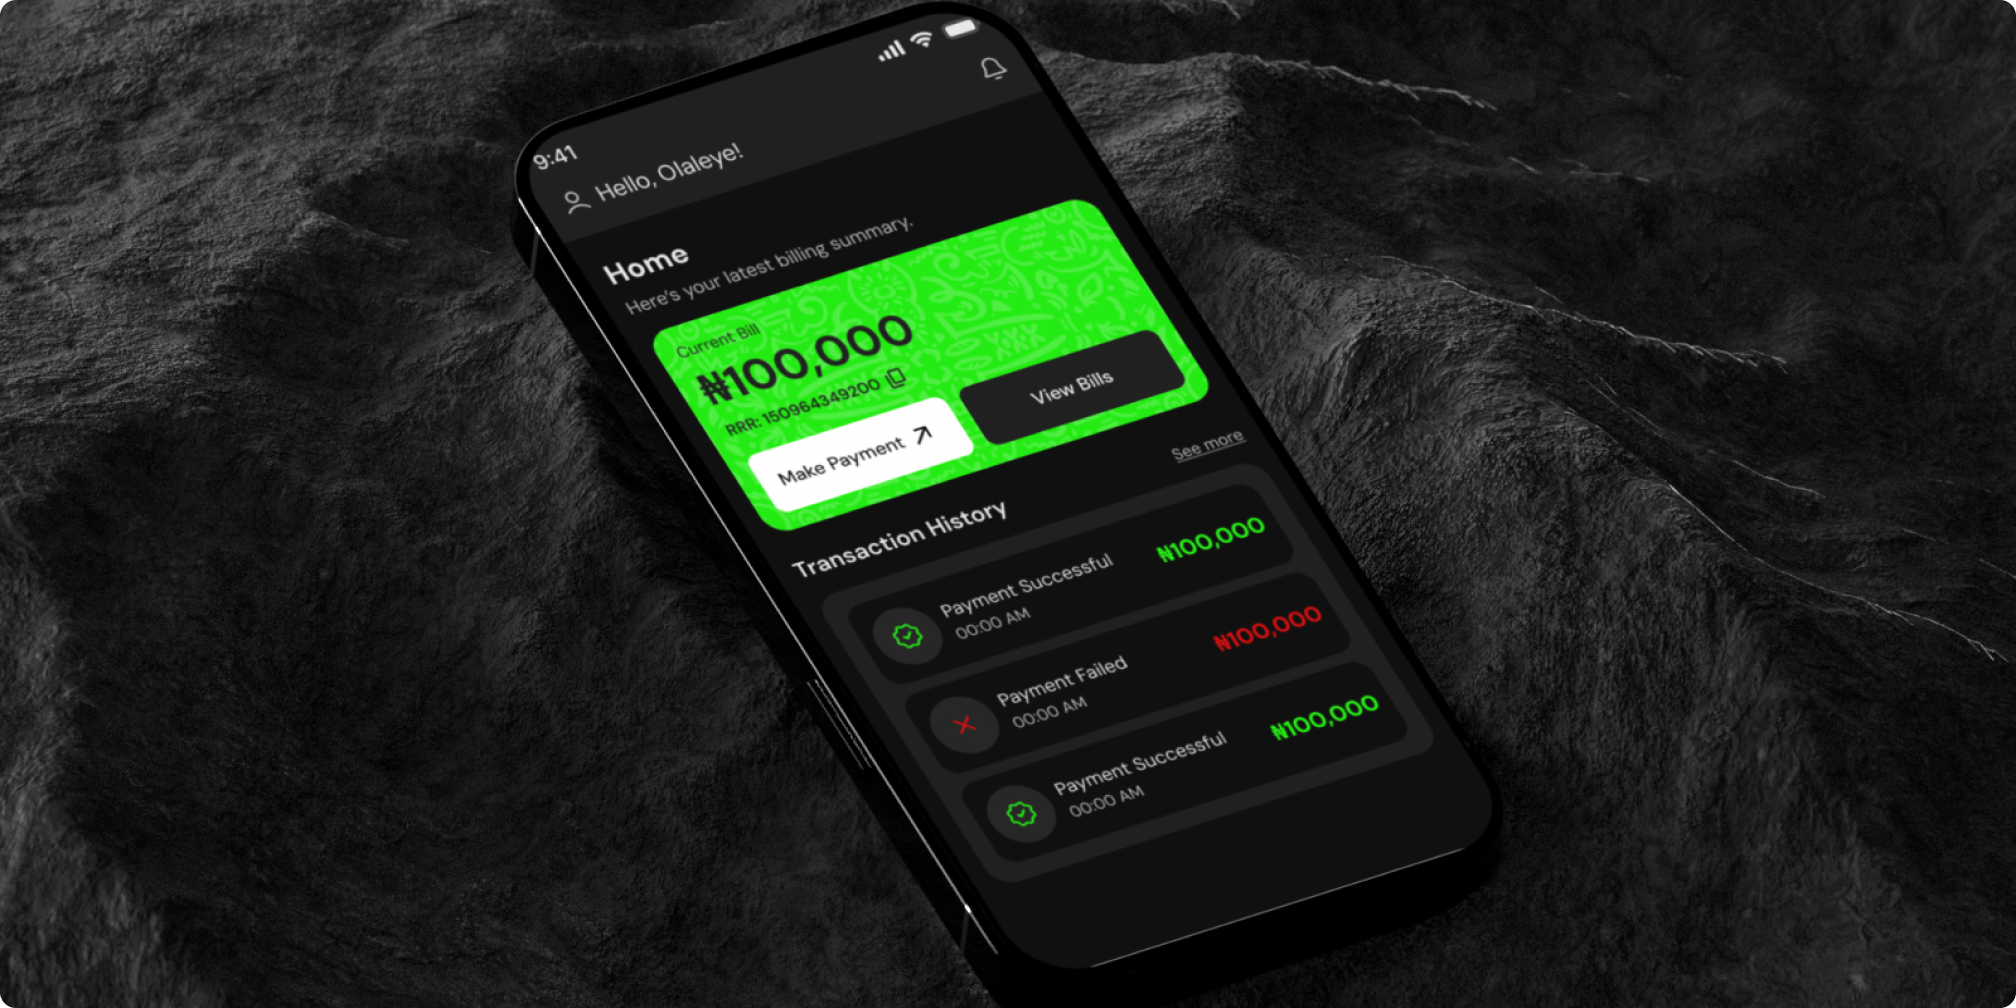 9:41
Hello, Olaleye!
Home
Here's your latest billing summary.
Current Bill
₦100,000
RRR: 150964349200
Make Payment
View Bills
Transaction History
See more
Payment Successful
00:00 AM
₦100,000
Payment Failed
00:00 AM
₦100,000
Payment Successful
00:00 AM
₦100,000